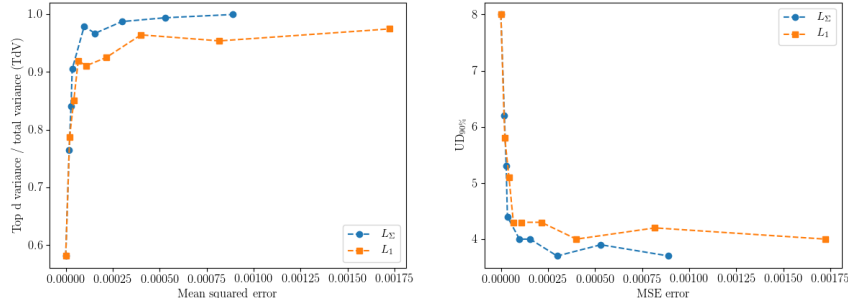 1.0
0.9
0.8
0.7
0.6
Top d variance / total variance (TdV)
L_Σ
L_1
0.00000 0.00025 0.00050 0.00075 0.00100 0.00125 0.00150 0.00175
Mean squared error
8
7
6
5
4
UD_90%
L_Σ
L_1
0.00000 0.00025 0.00050 0.00075 0.00100 0.00125 0.00150 0.00175
MSE error